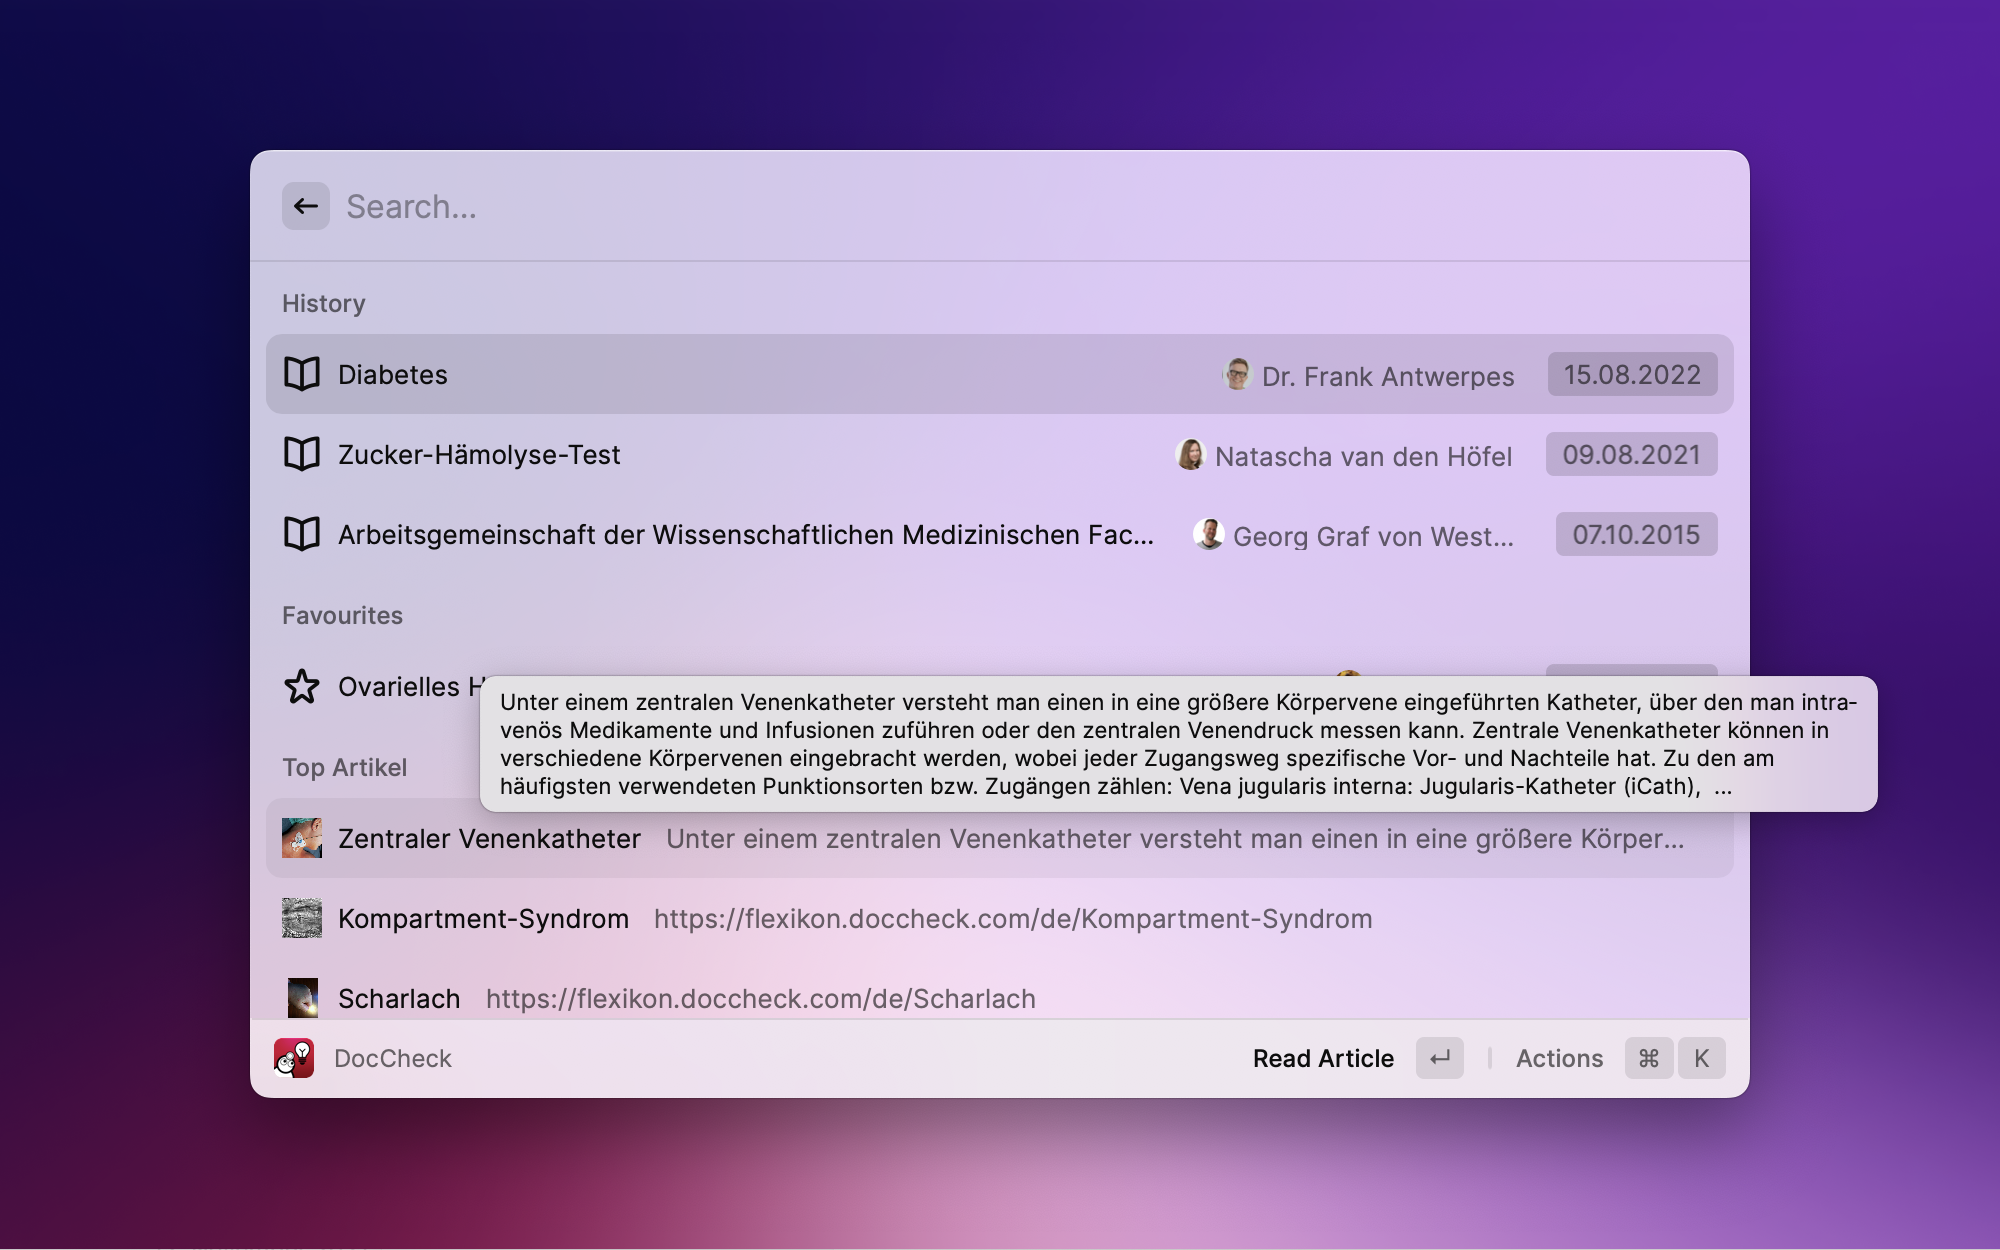 Search...
History
Diabetes Dr. Frank Antwerpes 15.08.2022
Zucker-Hämolyse-Test Natascha van den Höfel 09.08.2021
Arbeitsgemeinschaft der Wissenschaftlichen Medizinischen Fac... Georg Graf von West... 07.10.2015
Favourites
Ovarielles
Unter einem zentralen Venenkatheter versteht man einen in eine größere Körpervene eingeführten Katheter, über den man intra-
venös Medikamente und Infusionen zuführen oder den zentralen Venendruck messen kann. Zentrale Venenkatheter können in
verschiedene Körpervenen eingebracht werden, wobei jeder Zugangsweg spezifische Vor- und Nachteile hat. Zu den am
häufigsten verwendeten Punktionsorten bzw. Zugängen zählen: Vena jugularis interna: Jugularis-Katheter (iCath),  ...
Top Artikel
Zentraler Venenkatheter Unter einem zentralen Venenkatheter versteht man einen in eine größere Körper...
Kompartment-Syndrom https://flexikon.doccheck.com/de/Kompartment-Syndrom
Scharlach https://flexikon.doccheck.com/de/Scharlach
DocCheck Read Article ↵ Actions ⌘ K